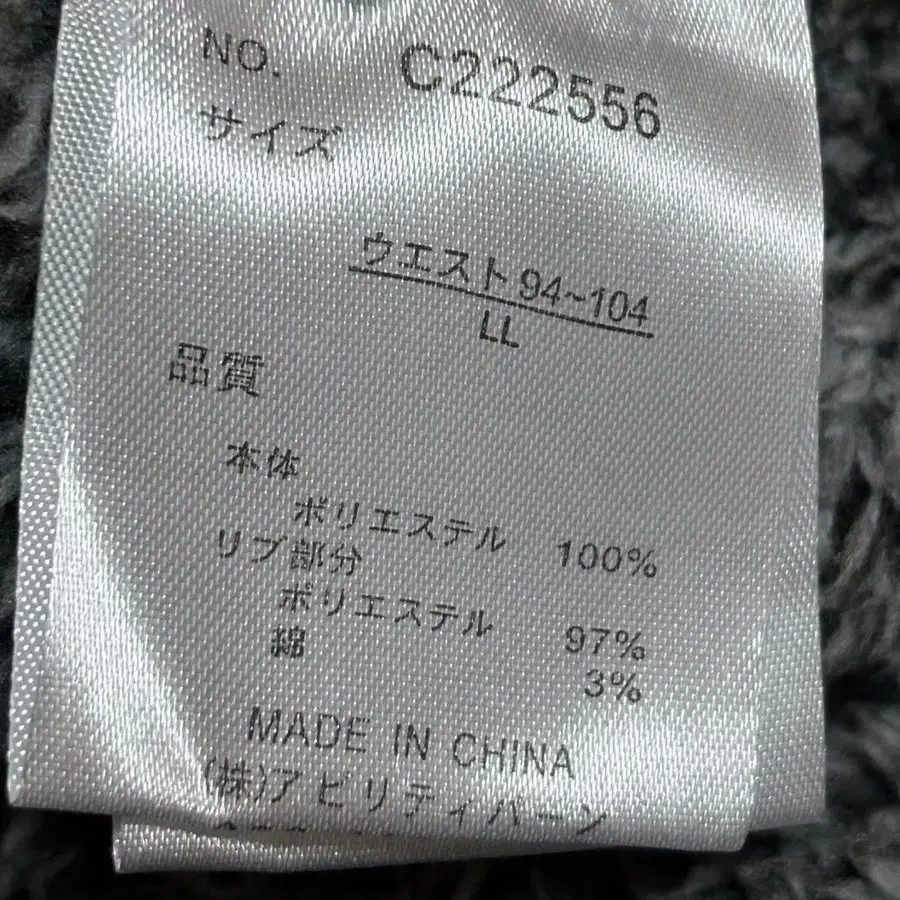 NO. C222556
サイズ
ウエスト94~104
LL
品質
本体
ポリエステル 100%
リブ部分
ポリエステル 97%
綿 3%
MADE IN CHINA
(株)アビリティバーン